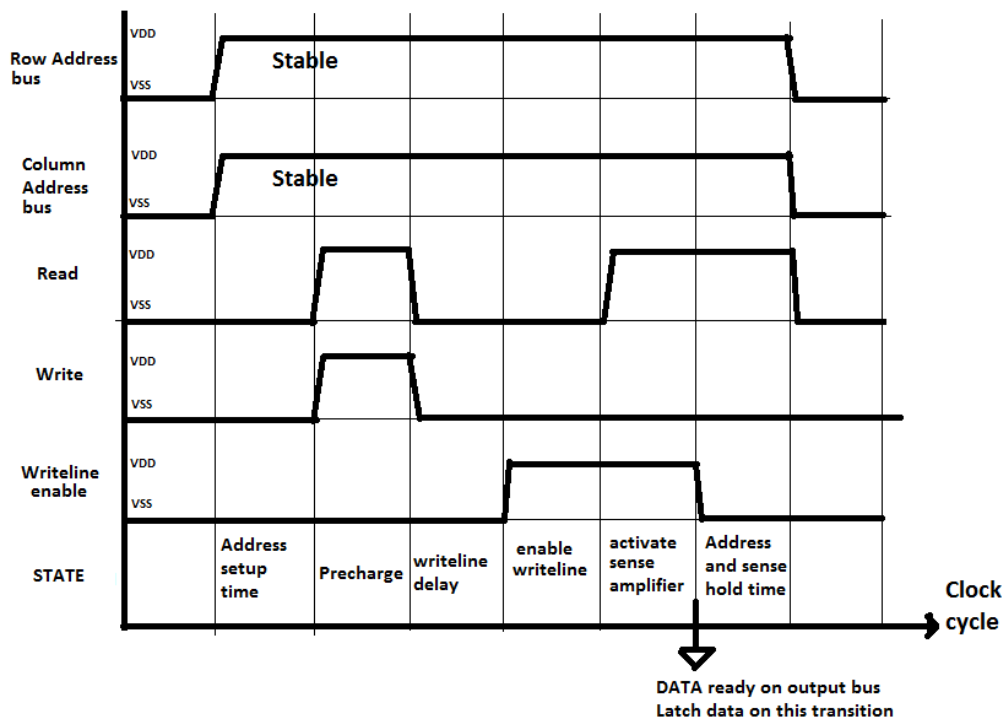 Row Address
bus
VDD
VSS
Stable
Column
Address
bus
VDD
VSS
Stable
Read
VDD
VSS
Write
VDD
VSS
Writeline
enable
VDD
VSS
STATE
Address
setup
time
Precharge
writeline
delay
enable
writeline
activate
sense
amplifier
Address
and sense
hold time
Clock
cycle
DATA ready on output bus
Latch data on this transition